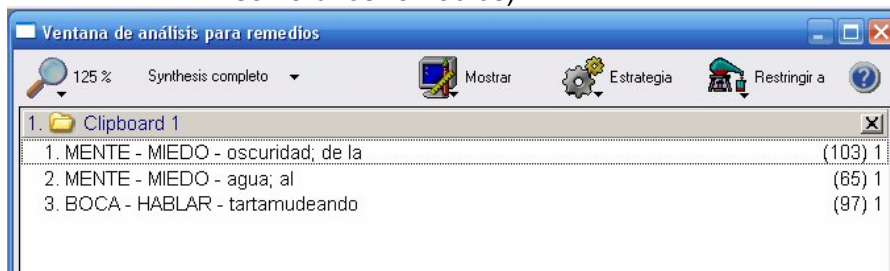 Ventana de análisis para remedios
125 % Synthesis completo Mostrar Estrategia Restringir a
1. Clipboard 1
1. MENTE - MIEDO - oscuridad; de la (103) 1
2. MENTE - MIEDO - agua; al (65) 1
3. BOCA - HABLAR - tartamudeando (97) 1